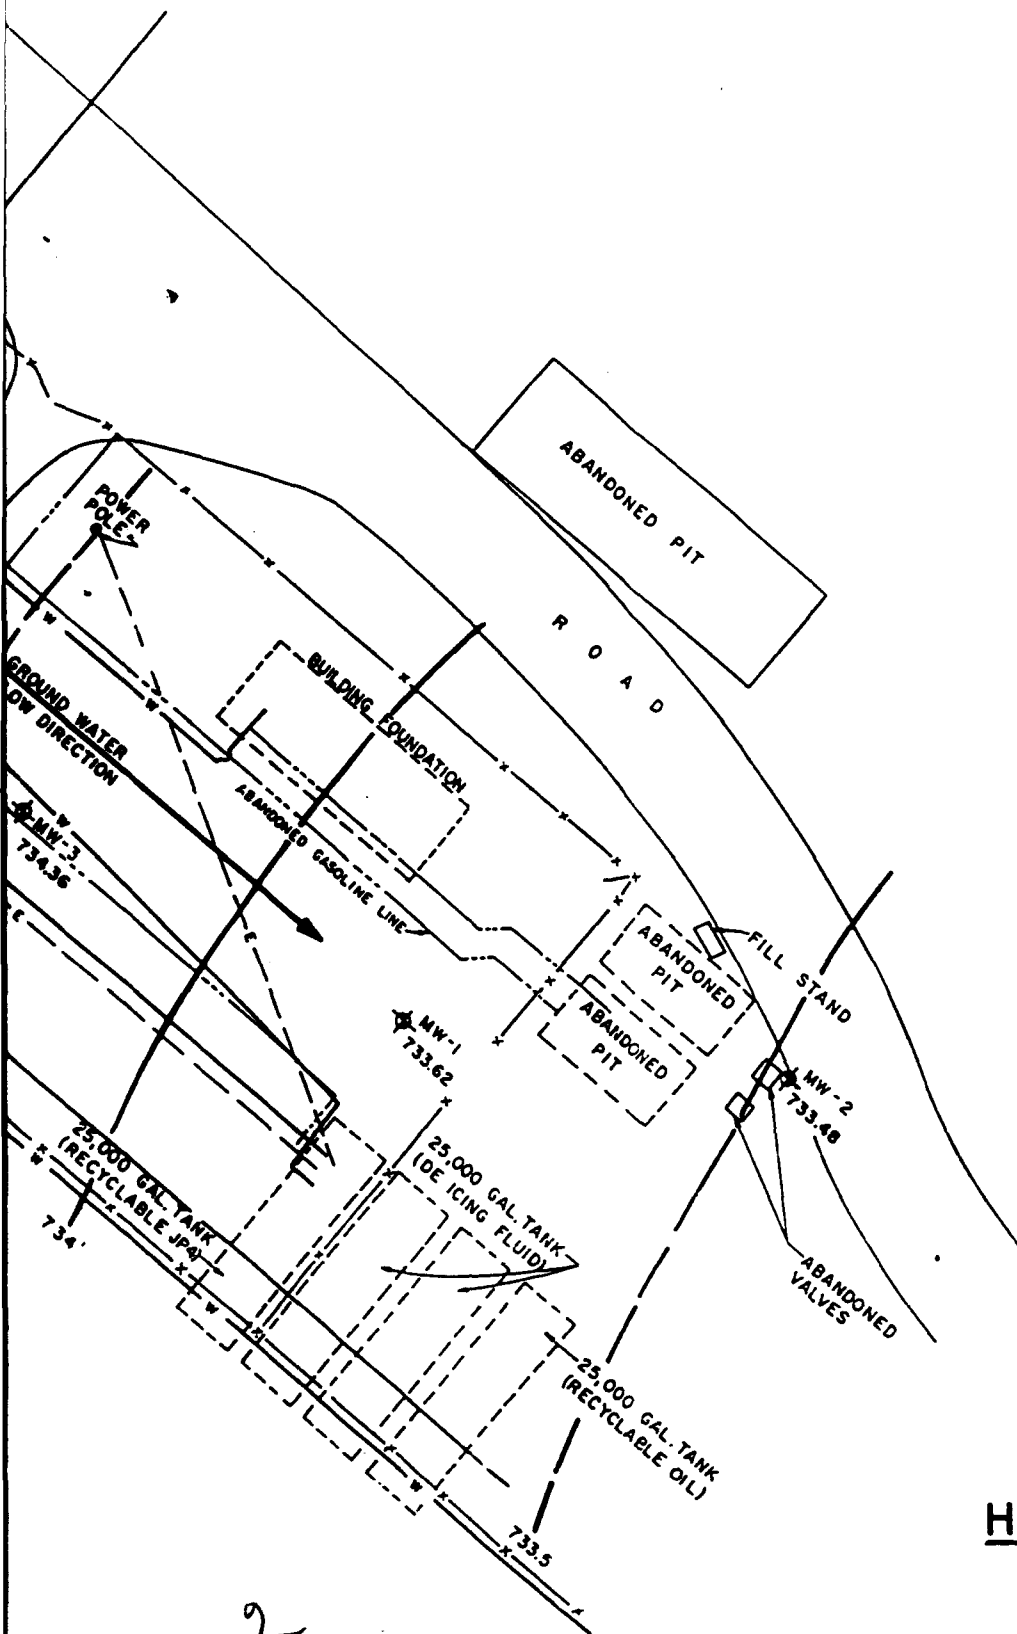 ABANDONED PIT
POWER
POLE
ROAD
BUILDING FOUNDATION
GROUND WATER
OW DIRECTION
ABANDONED GASOLINE LINE
MW-3
734.36
ABANDONED
PIT
FILL STAND
ABANDONED
PIT
MW-1
733.62
MW-2
733.48
25,000 GAL. TANK
(RECYCLABLE JP4)
734'
25,000 GAL. TANK
(DE ICING FLUID)
ABANDONED
VALVES
25,000 GAL. TANK
(RECYCLABLE OIL)
733.5
H